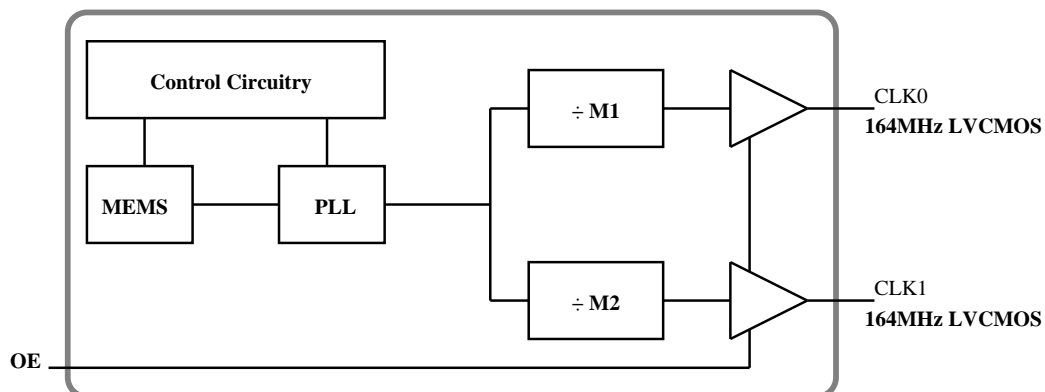 Control Circuitry
MEMS
PLL
÷ M1
÷ M2
CLK0
164MHz LVCMOS
CLK1
164MHz LVCMOS
OE